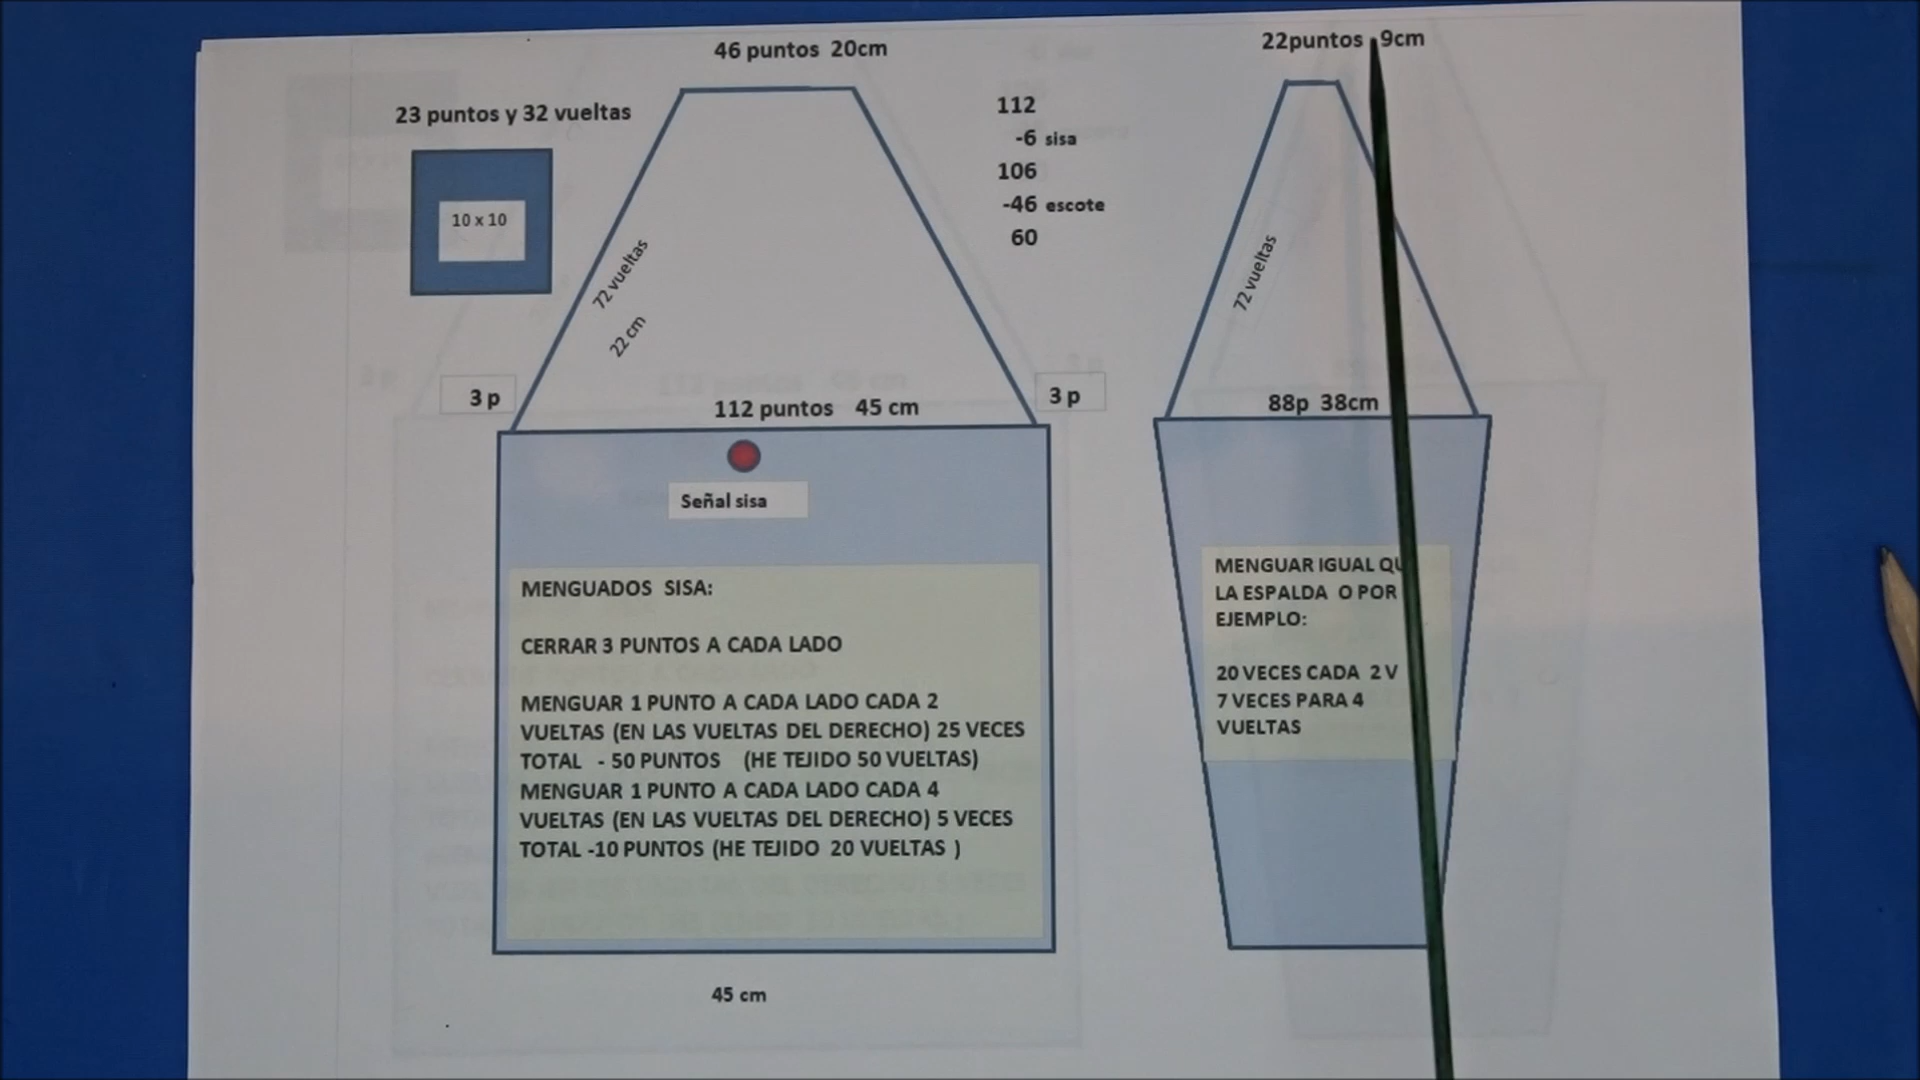 46 puntos 20cm
23 puntos y 32 vueltas
10 x 10
72 vueltas
22 cm
3 p
112 puntos 45 cm
3 p
Señal sisa
MENGUADOS SISA:
CERRAR 3 PUNTOS A CADA LADO
MENGUAR 1 PUNTO A CADA LADO CADA 2
VUELTAS (EN LAS VUELTAS DEL DERECHO) 25 VECES
TOTAL - 50 PUNTOS (HE TEJIDO 50 VUELTAS)
MENGUAR 1 PUNTO A CADA LADO CADA 4
VUELTAS (EN LAS VUELTAS DEL DERECHO) 5 VECES
TOTAL -10 PUNTOS (HE TEJIDO 20 VUELTAS )
45 cm
112
-6 sisa
106
-46 escote
60
22puntos 9cm
72 vueltas
88p 38cm
MENGUAR IGUAL QU
LA ESPALDA O POR
EJEMPLO:
20 VECES CADA 2 V
7 VECES PARA 4
VUELTAS